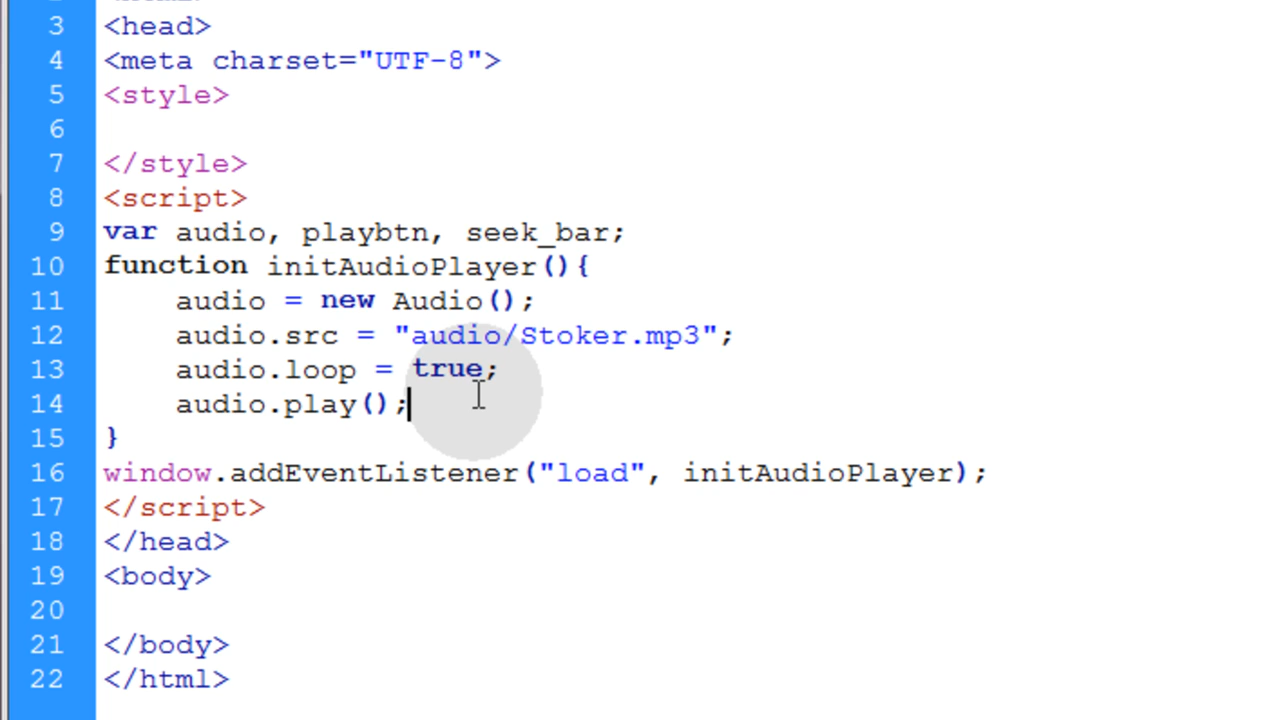 3 <head>
4 <meta charset="UTF-8">
5 <style>
6
7 </style>
8 <script>
9 var audio, playbtn, seek_bar;
10 function initAudioPlayer(){
11     audio = new Audio();
12     audio.src = "audio/Stoker.mp3";
13     audio.loop = true;
14     audio.play();
15 }
16 window.addEventListener("load", initAudioPlayer);
17 </script>
18 </head>
19 <body>
20
21 </body>
22 </html>